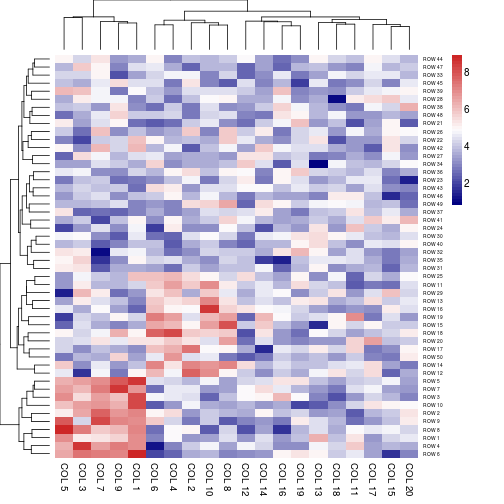 ROW 44
ROW 47
ROW 33
ROW 45
ROW 39
ROW 28
ROW 38
ROW 48
ROW 21
ROW 26
ROW 22
ROW 42
ROW 27
ROW 34
ROW 36
ROW 23
ROW 43
ROW 46
ROW 49
ROW 37
ROW 41
ROW 24
ROW 30
ROW 40
ROW 32
ROW 35
ROW 31
ROW 25
ROW 11
ROW 29
ROW 13
ROW 16
ROW 19
ROW 15
ROW 18
ROW 20
ROW 17
ROW 50
ROW 14
ROW 12
ROW 5
ROW 7
ROW 3
ROW 10
ROW 2
ROW 9
ROW 8
ROW 1
ROW 4
ROW 6
8
6
4
2
COL 5
COL 3
COL 7
COL 9
COL 1
COL 6
COL 4
COL 2
COL 10
COL 8
COL 12
COL 14
COL 16
COL 19
COL 13
COL 18
COL 11
COL 17
COL 15
COL 20